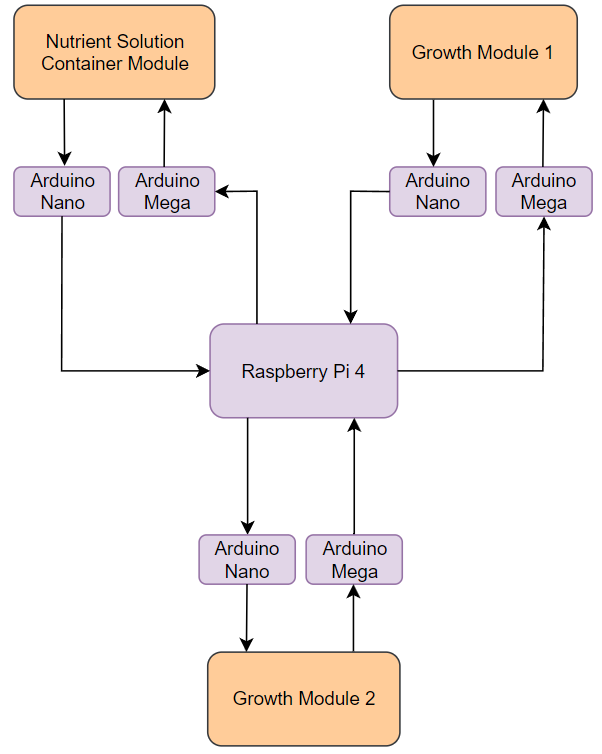 Nutrient Solution
Container Module
Growth Module 1
Arduino
Nano
Arduino
Mega
Arduino
Nano
Arduino
Mega
Raspberry Pi 4
Arduino
Nano
Arduino
Mega
Growth Module 2